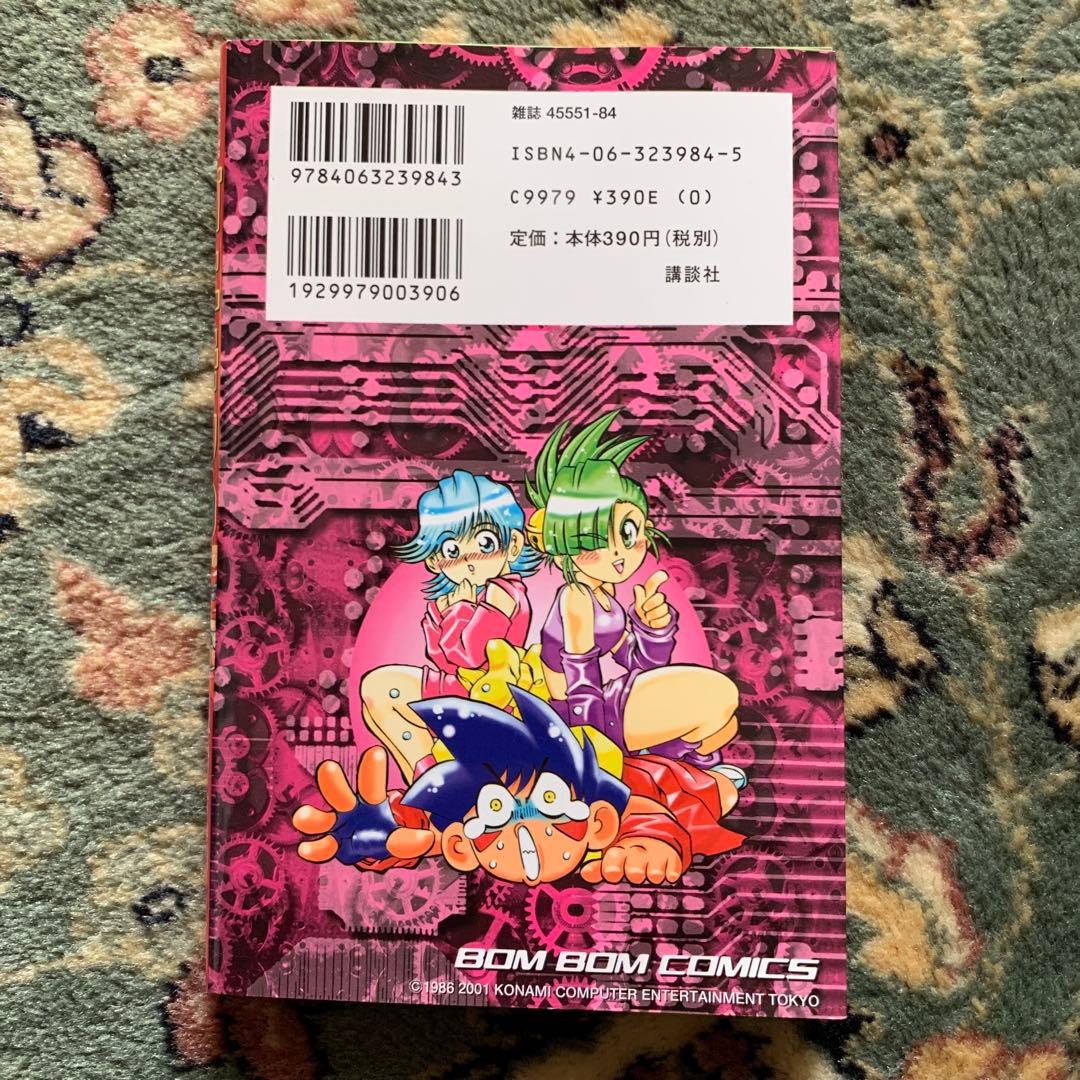 雑誌 45551-84
9784063239843
ISBN4-06-323984-5
C9979 ¥390E (0)
1929979003906
定価：本体390円（税別）
講談社
BOM BOM COMICS
©1986 2001 KONAMI COMPUTER ENTERTAINMENT TOKYO